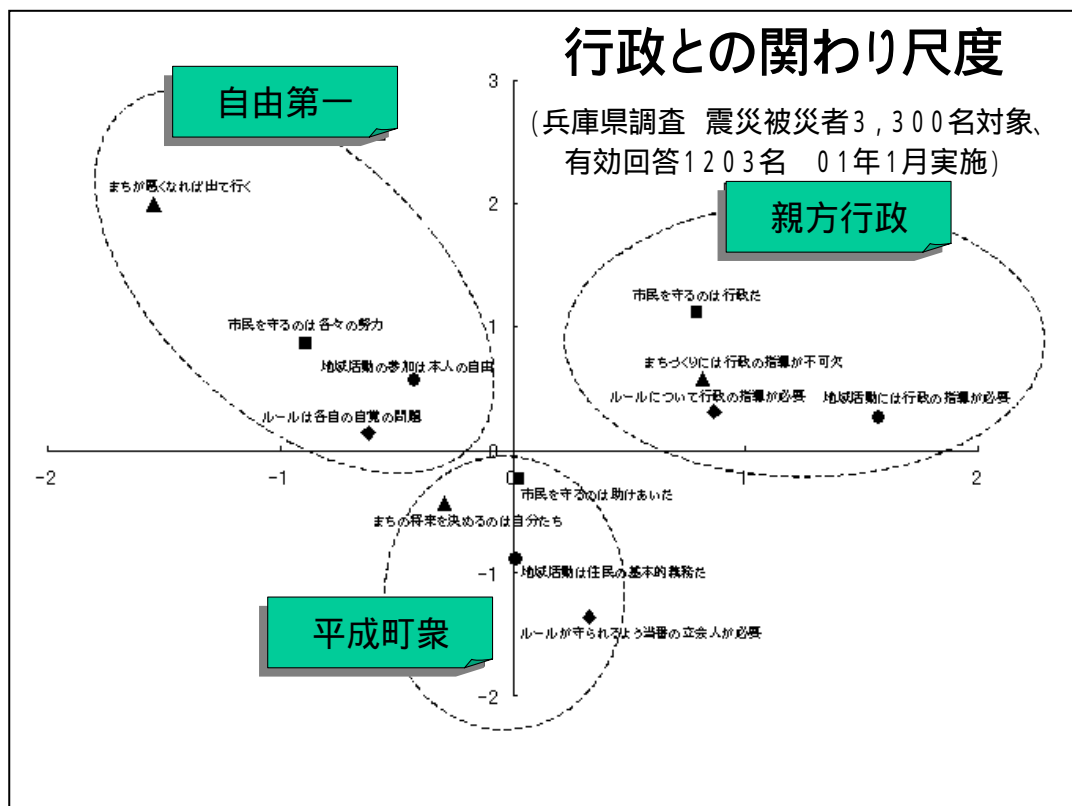 行政との関わり尺度
(兵庫県調査 震災被災者3,300名対象、
有効回答1203名 01年1月実施)
自由第一
親方行政
平成町衆
まちが悪くなれば出て行く
市民を守るのは各々の努力
地域活動の参加は本人の自由
ルールは各自の自覚の問題
市民を守るのは行政だ
まちづくりには行政の指導が不可欠
ルールについて行政の指導が必要
地域活動には行政の指導が必要
市民を守るのは助けあいだ
まちの将来を決めるのは自分たち
地域活動は住民の基本的義務だ
ルールが守られるよう当番の立会人が必要
3
2
1
0
-1
-2
-2
-1
0
1
2